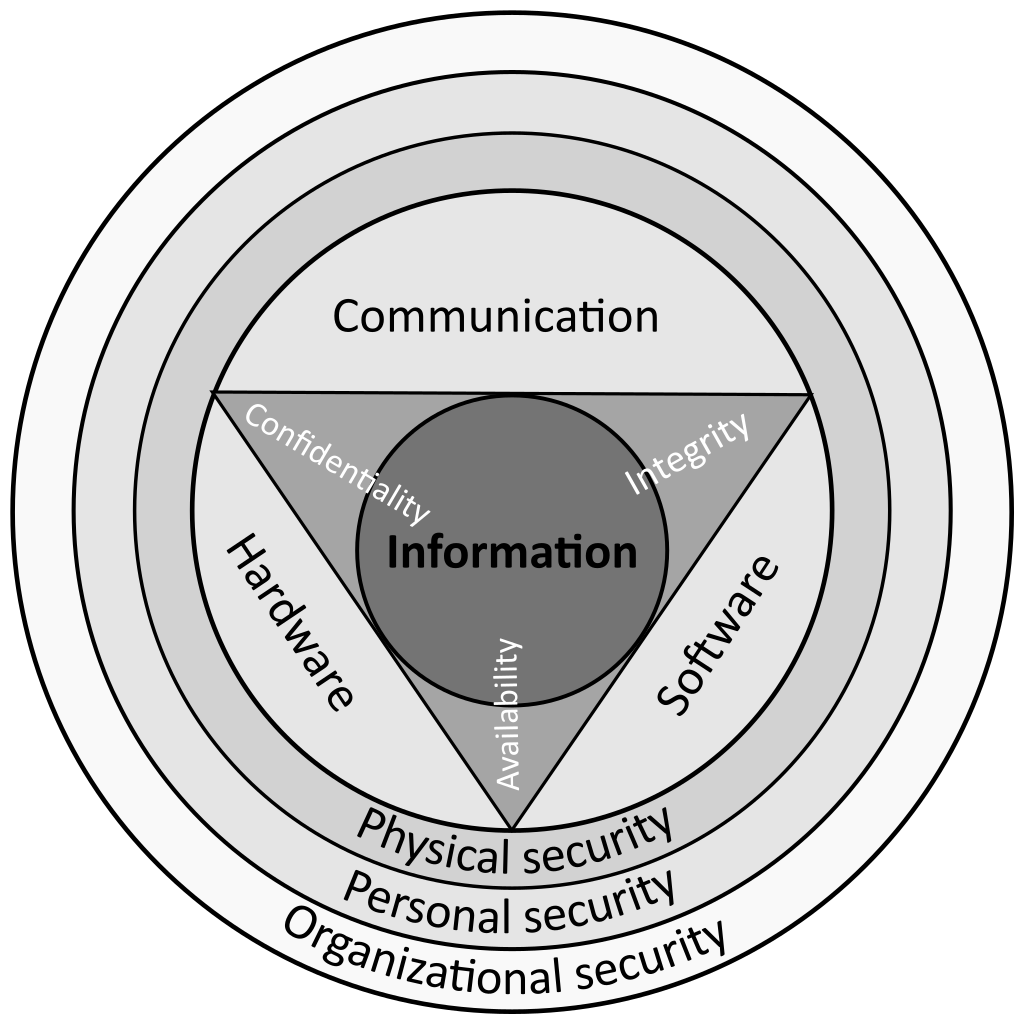 Communication
Confidentiality
Integrity
Information
Hardware
Software
Availability
Physical security
Personal security
Organizational security